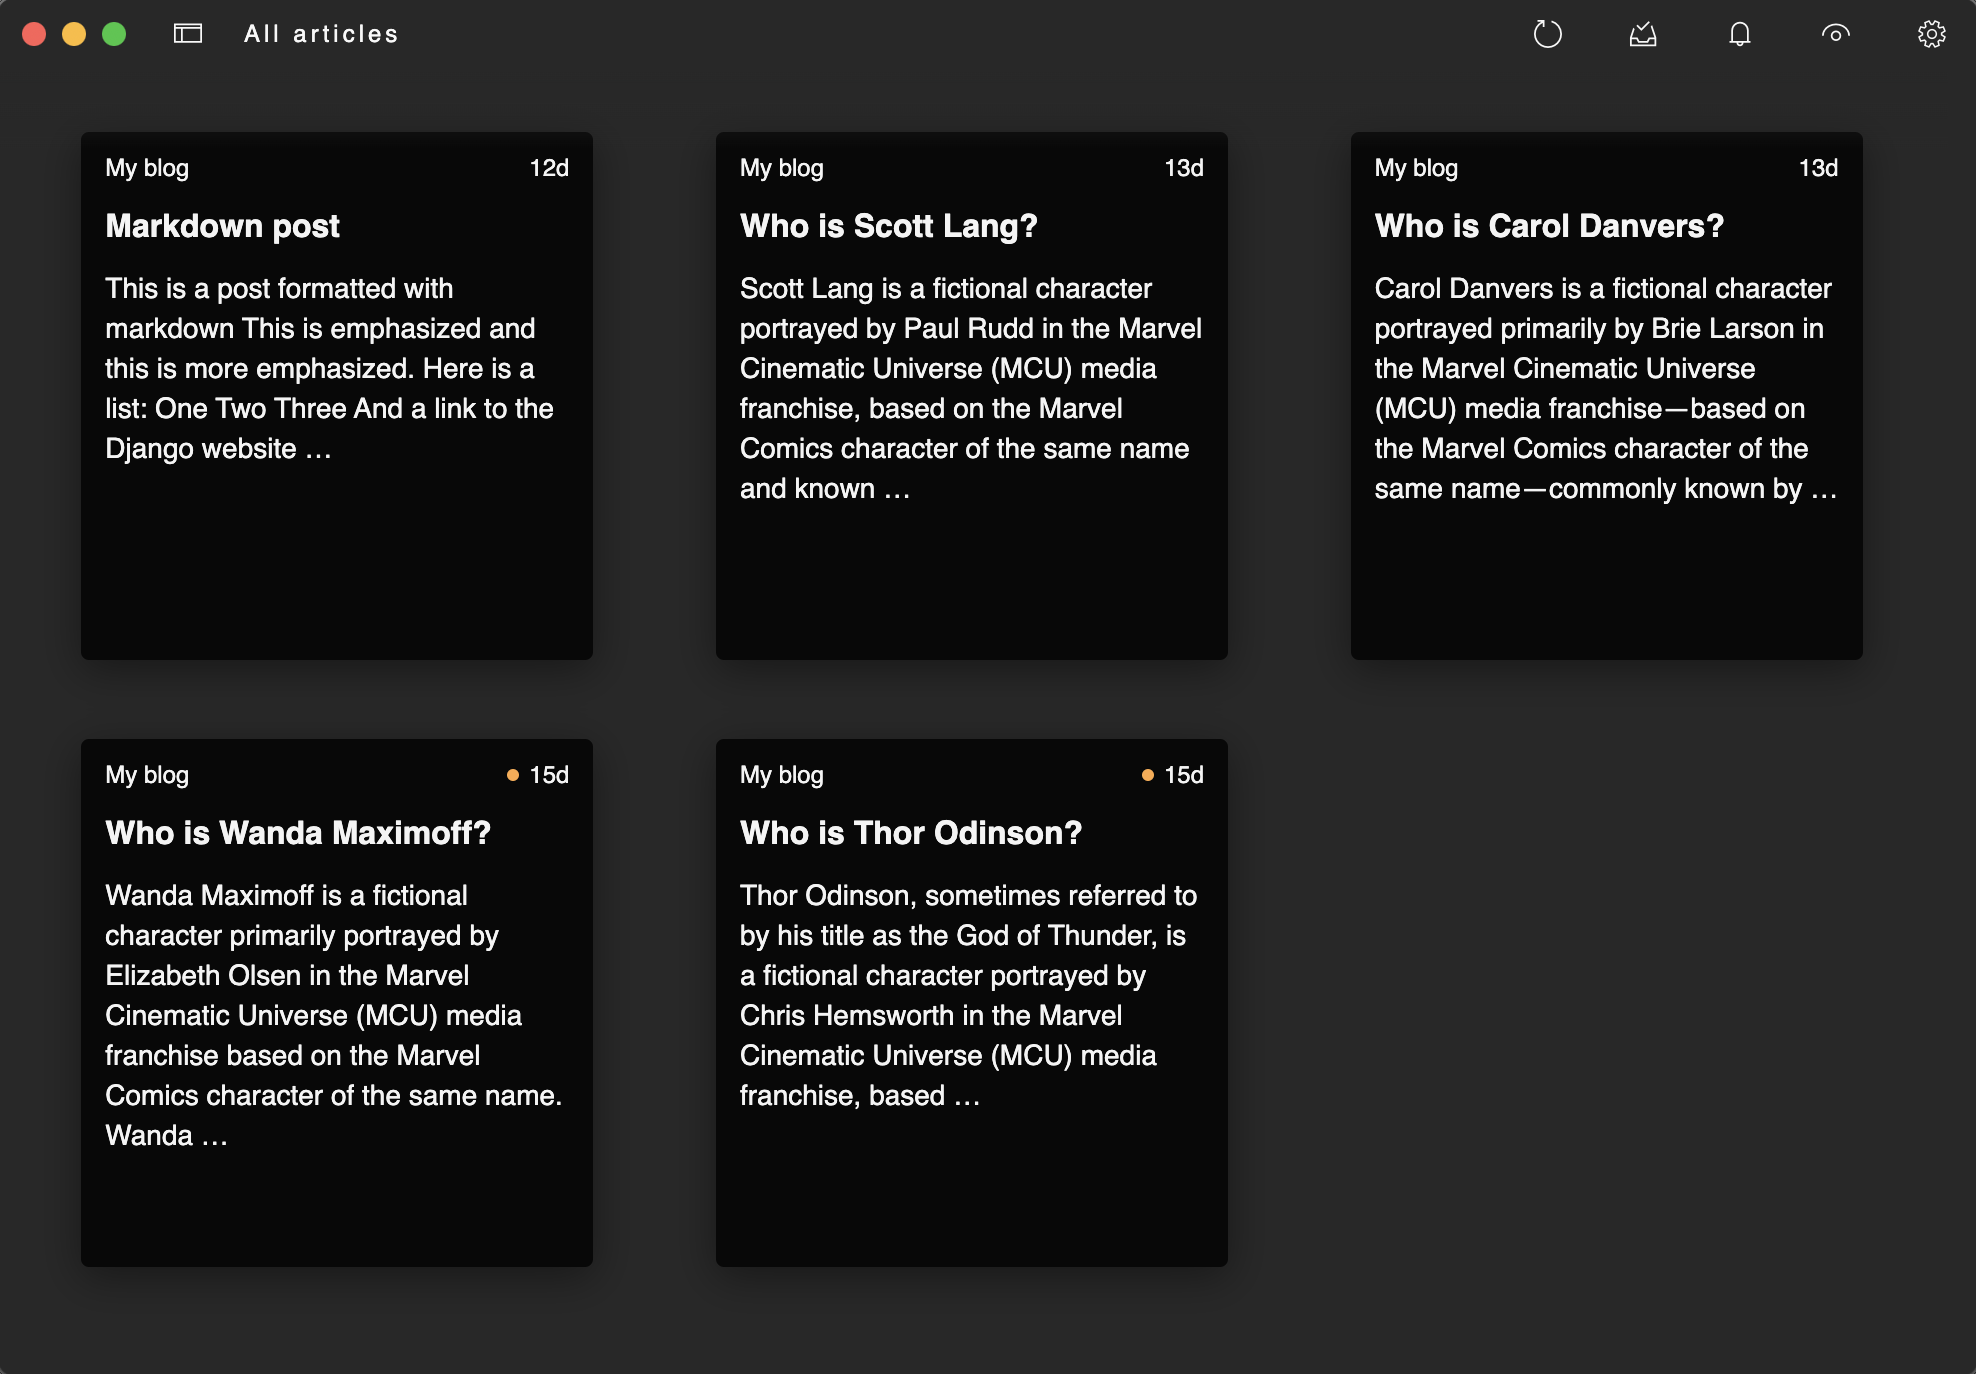 All articles
My blog 12d
Markdown post
This is a post formatted with
markdown This is emphasized and
this is more emphasized. Here is a
list: One Two Three And a link to the
Django website …
My blog 13d
Who is Scott Lang?
Scott Lang is a fictional character
portrayed by Paul Rudd in the Marvel
Cinematic Universe (MCU) media
franchise, based on the Marvel
Comics character of the same name
and known …
My blog 13d
Who is Carol Danvers?
Carol Danvers is a fictional character
portrayed primarily by Brie Larson in
the Marvel Cinematic Universe
(MCU) media franchise—based on
the Marvel Comics character of the
same name—commonly known by …
My blog 15d
Who is Wanda Maximoff?
Wanda Maximoff is a fictional
character primarily portrayed by
Elizabeth Olsen in the Marvel
Cinematic Universe (MCU) media
franchise based on the Marvel
Comics character of the same name.
Wanda …
My blog 15d
Who is Thor Odinson?
Thor Odinson, sometimes referred to
by his title as the God of Thunder, is
a fictional character portrayed by
Chris Hemsworth in the Marvel
Cinematic Universe (MCU) media
franchise, based …